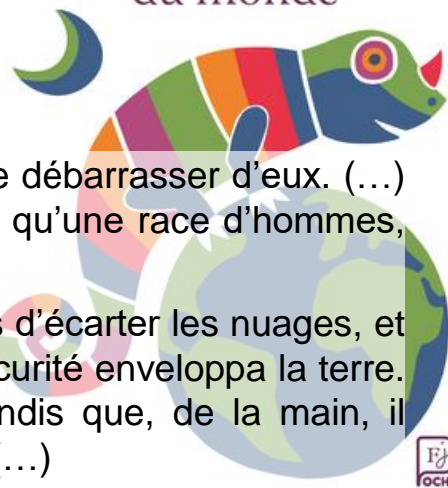 du monde
e débarrasser d’eux. (…)
qu’une race d’hommes,
s d’écarter les nuages, et
curité enveloppa la terre.
ndis que, de la main, il
(…)